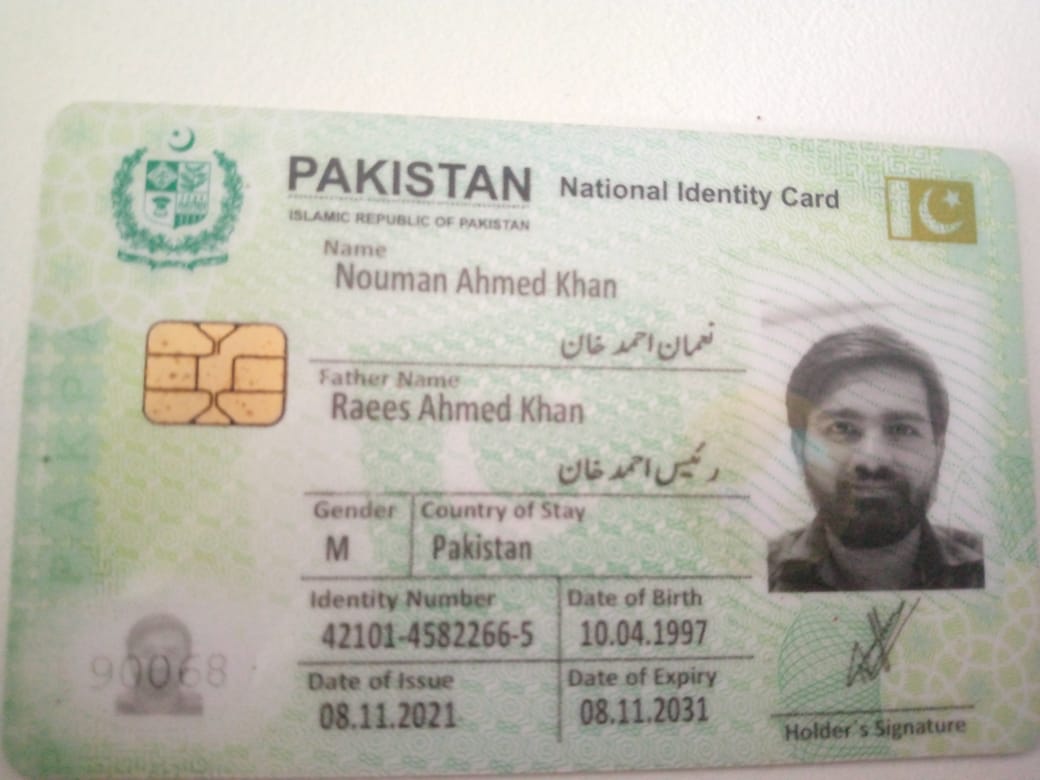 PAKISTAN National Identity Card
ISLAMIC REPUBLIC OF PAKISTAN
Name
Nouman Ahmed Khan
نعمان احمد خان
Father Name
Raees Ahmed Khan
رئیس احمد خان
Gender Country of Stay
M Pakistan
Identity Number Date of Birth
42101-4582266-5 10.04.1997
Date of Issue Date of Expiry
08.11.2021 08.11.2031
90068
Holder's Signature